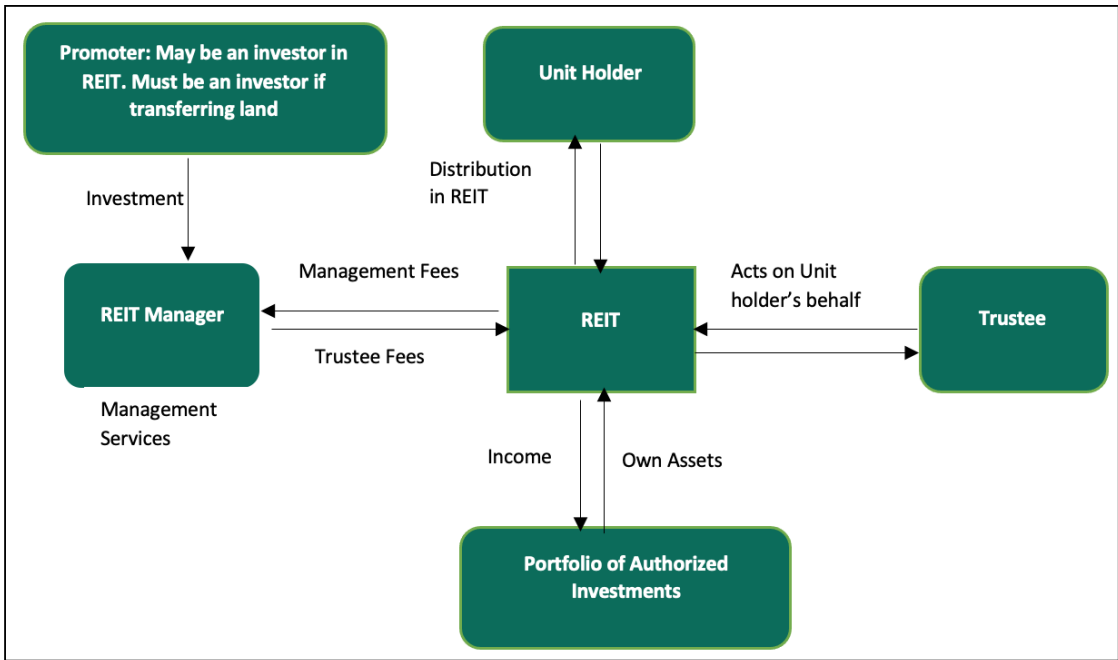 Promoter: May be an investor in
REIT. Must be an investor if
transferring land
Unit Holder
Investment
Distribution
in REIT
REIT Manager
Management Fees
Trustee Fees
REIT
Acts on Unit
holder’s behalf
Trustee
Management
Services
Income
Own Assets
Portfolio of Authorized
Investments